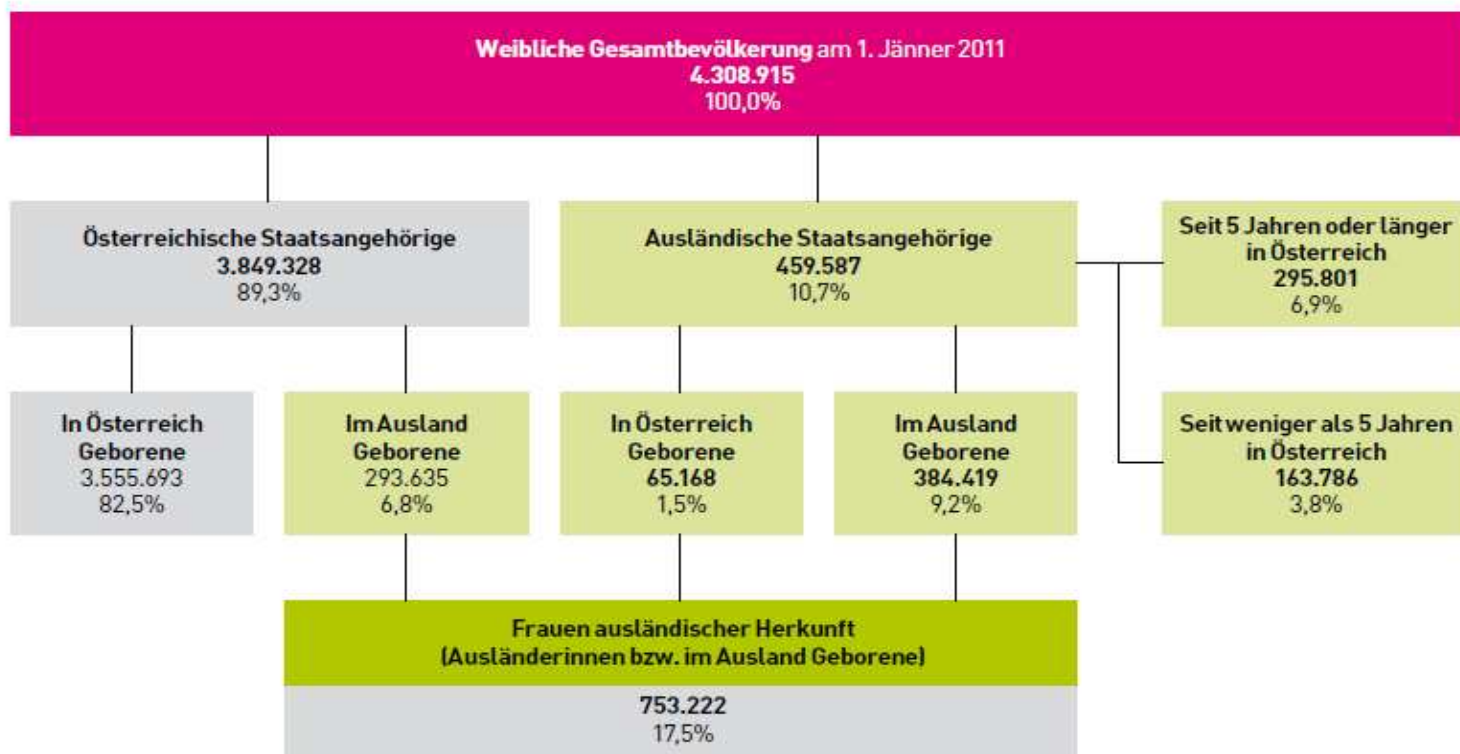 Weibliche Gesamtbevölkerung am 1. Jänner 2011
4.308.915
100,0%
Österreichische Staatsangehörige
3.849.328
89,3%
Ausländische Staatsangehörige
459.587
10,7%
Seit 5 Jahren oder länger
in Österreich
295.801
6,9%
In Österreich
Geborene
3.555.693
82,5%
Im Ausland
Geborene
293.635
6,8%
In Österreich
Geborene
65.168
1,5%
Im Ausland
Geborene
384.419
9,2%
Seit weniger als 5 Jahren
in Österreich
163.786
3,8%
Frauen ausländischer Herkunft
(Ausländerinnen bzw. im Ausland Geborene)
753.222
17,5%